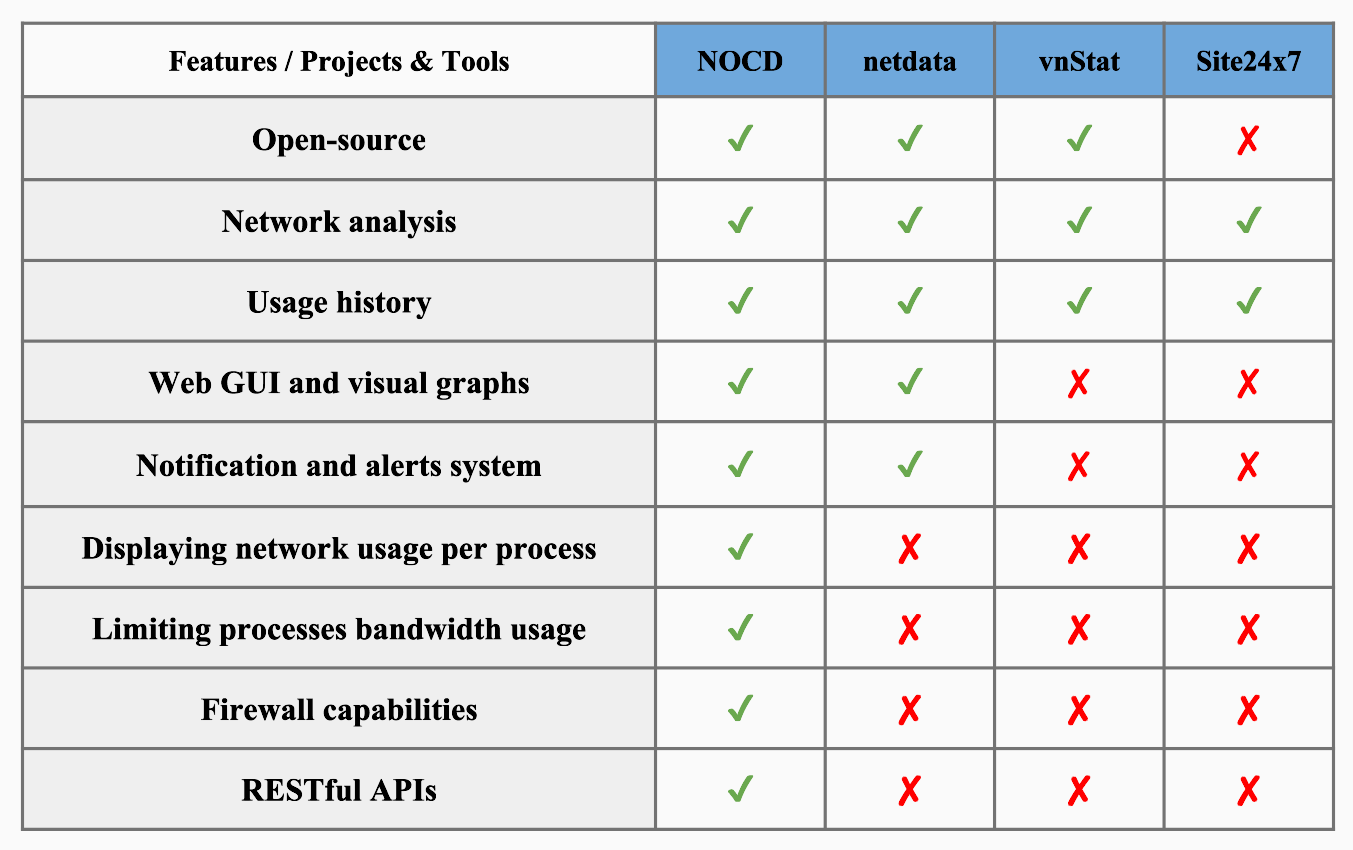 Features / Projects & Tools NOCD netdata vnStat Site24x7
Open-source ✓ ✓ ✓ ✗
Network analysis ✓ ✓ ✓ ✓
Usage history ✓ ✓ ✓ ✓
Web GUI and visual graphs ✓ ✓ ✗ ✗
Notification and alerts system ✓ ✓ ✗ ✗
Displaying network usage per process ✓ ✗ ✗ ✗
Limiting processes bandwidth usage ✓ ✗ ✗ ✗
Firewall capabilities ✓ ✗ ✗ ✗
RESTful APIs ✓ ✗ ✗ ✗